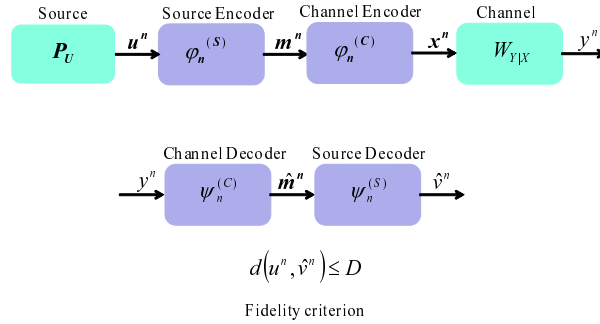 Source Source Encoder Channel Encoder Channel
P_U u^n φ_n^(S) m^n φ_n^(C) x^n W_{Y|X} y^n
Channel Decoder Source Decoder
y^n ψ_n^(C) m̂^n ψ_n^(S) v̂^n
d(u^n, v̂^n) ≤ D
Fidelity criterion